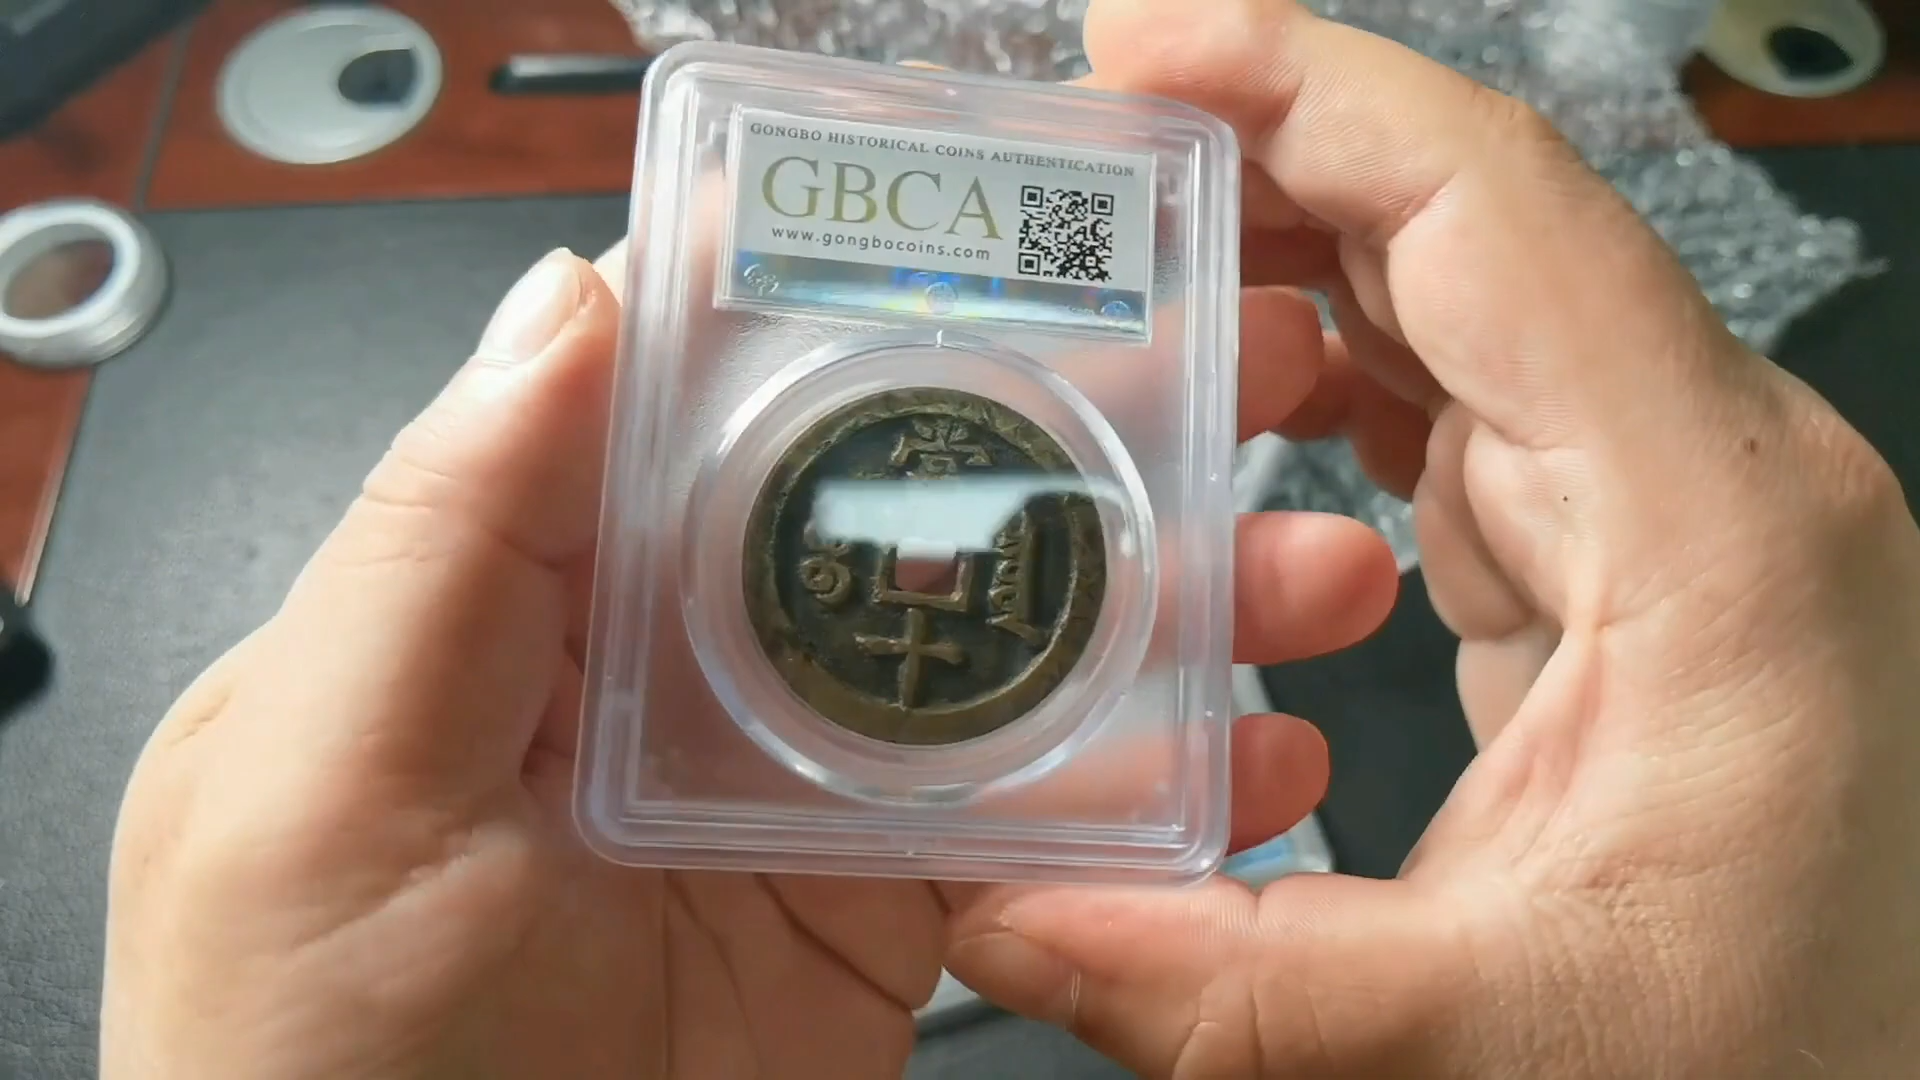 GONGBO HISTORICAL COINS AUTHENTICATION
GBCA
www.gongbocoins.com
當
十